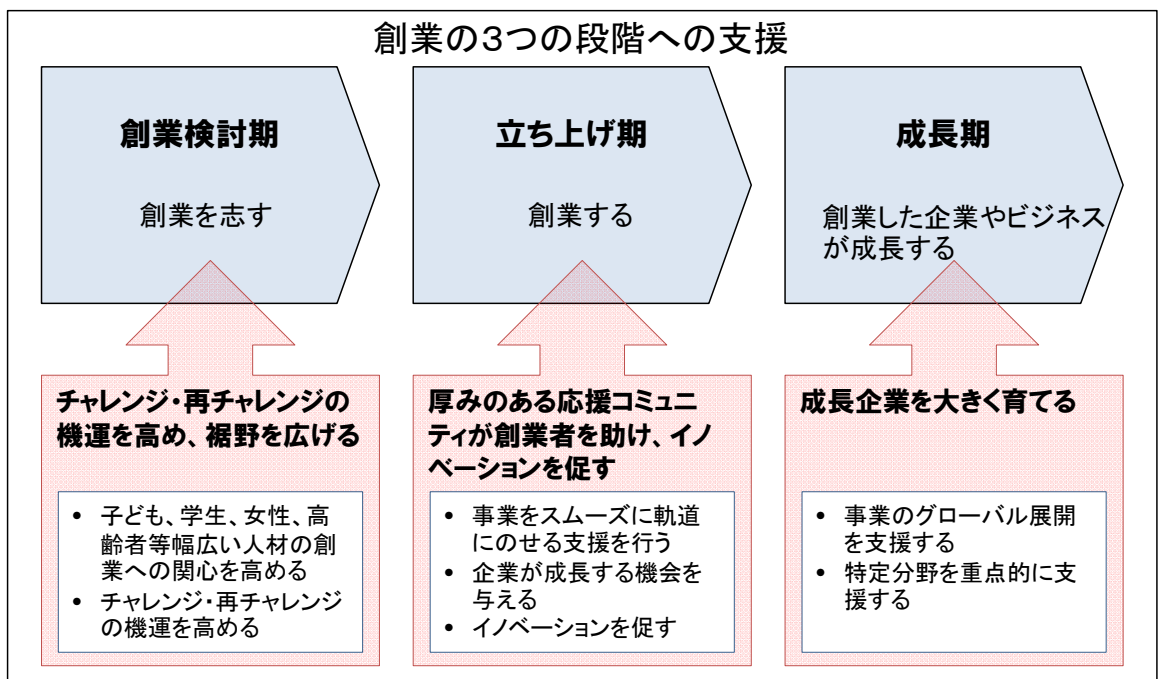 創業の3つの段階への支援
創業検討期
創業を志す
立ち上げ期
創業する
成長期
創業した企業やビジネス
が成長する
チャレンジ・再チャレンジの
機運を高め、裾野を広げる
• 子ども、学生、女性、高
齢者等幅広い人材の創
業への関心を高める
• チャレンジ・再チャレンジ
の機運を高める
厚みのある応援コミュニ
ティが創業者を助け、イノ
ベーションを促す
• 事業をスムーズに軌道
にのせる支援を行う
• 企業が成長する機会を
与える
• イノベーションを促す
成長企業を大きく育てる
• 事業のグローバル展開
を支援する
• 特定分野を重点的に支
援する